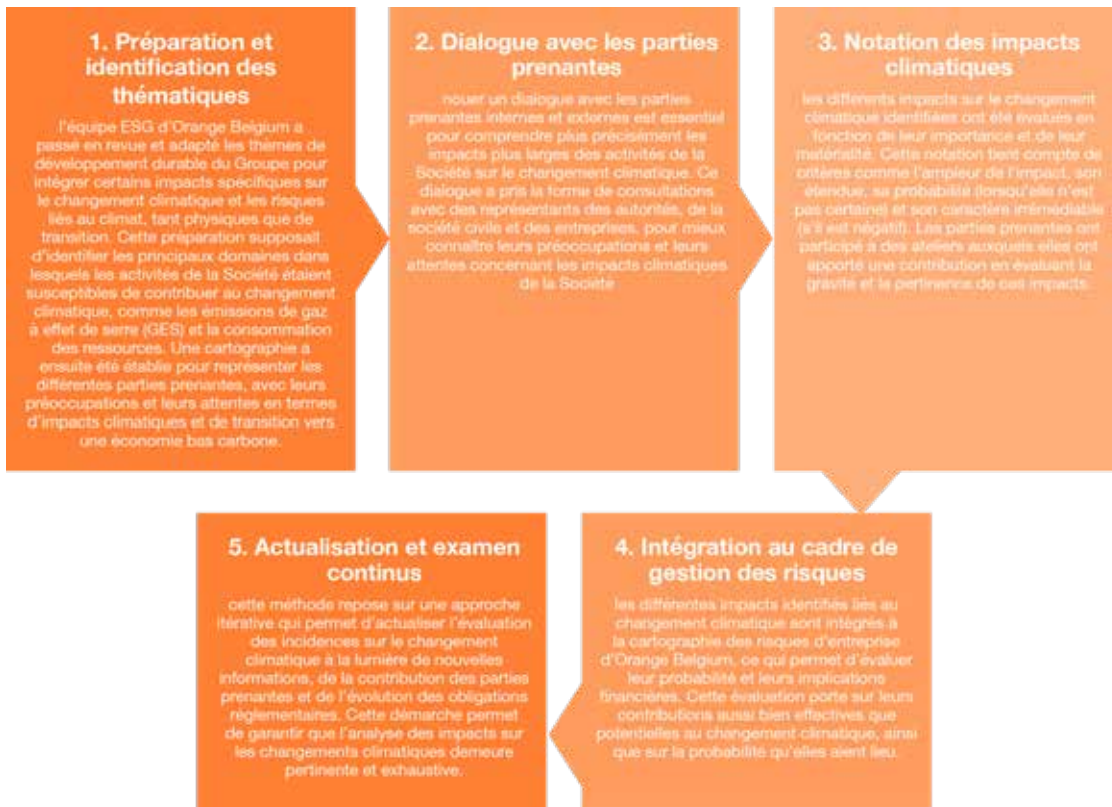 1. Préparation et
identification des
thématiques
l'équipe ESG d'Orange Belgium a
passé en revue et adapté les thèmes de
développement durable du Groupe pour
intégrer certains impacts spécifiques sur
le changement climatique et les risques
liés au climat, tant physiques que de
transition. Cette préparation supposait
d'identifier les principaux domaines dans
lesquels les activités de la Société étaient
susceptibles de contribuer au changement
climatique, comme les émissions de gaz
à effet de serre (GES) et la consommation
des ressources. Une cartographie a
ensuite été établie pour représenter les
différentes parties prenantes, avec leurs
préoccupations et leurs attentes en termes
d'impacts climatiques et de transition vers
une économie bas carbone.
2. Dialogue avec les parties
prenantes
nouer un dialogue avec les parties
prenantes internes et externes est essentiel
pour comprendre plus précisément les
impacts plus larges des activités de la
Société sur le changement climatique. Ce
dialogue a pris la forme de consultations
avec des représentants des autorités, de la
société civile et des entreprises, pour mieux
connaître leurs préoccupations et leurs
attentes concernant les impacts climatiques
de la Société
3. Notation des impacts
climatiques
les différents impacts sur le changement
climatique identifiées ont été évalués en
fonction de leur importance et de leur
matérialité. Cette notation tient compte de
critères comme l'ampleur de l'impact, son
étendue, sa probabilité (lorsqu'elle n'est
pas certaine) et son caractère irrémédiable
(s'il est négatif). Les parties prenantes ont
participé à des ateliers auxquels elles ont
apporté une contribution en évaluant la
gravité et la pertinence de ces impacts.
4. Intégration au cadre de
gestion des risques
les différentes impacts identifiés liés au
changement climatique sont intégrés à
la cartographie des risques d'entreprise
d'Orange Belgium, ce qui permet d'évaluer
leur probabilité et leurs implications
financières. Cette évaluation porte sur leurs
contributions aussi bien effectives que
potentielles au changement climatique, ainsi
que sur la probabilité qu'elles aient lieu.
5. Actualisation et examen
continus
cette méthode repose sur une approche
itérative qui permet d'actualiser l'évaluation
des incidences sur le changement
climatique à la lumière de nouvelles
informations, de la contribution des parties
prenantes et de l'évolution des obligations
réglementaires. Cette démarche permet
de garantir que l'analyse des impacts sur
les changements climatiques demeure
pertinente et exhaustive.